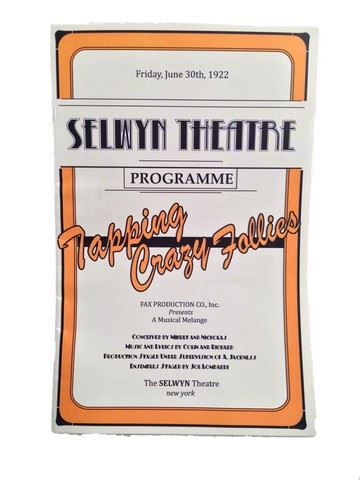 Friday, June 30th, 1922
SELWYN THEATRE
PROGRAMME
Tapping
Crazy Follies
FAX PRODUCTION CO., Inc.
Presents
A Musical Melange
Conceived by Mibbet and Nicholas
Music and Lyrics by Colin and Rickard
Production Staged Under Supervision of A. Jackness
Ensembles Staged by Joe Lombardi
The SELWYN Theatre
new york